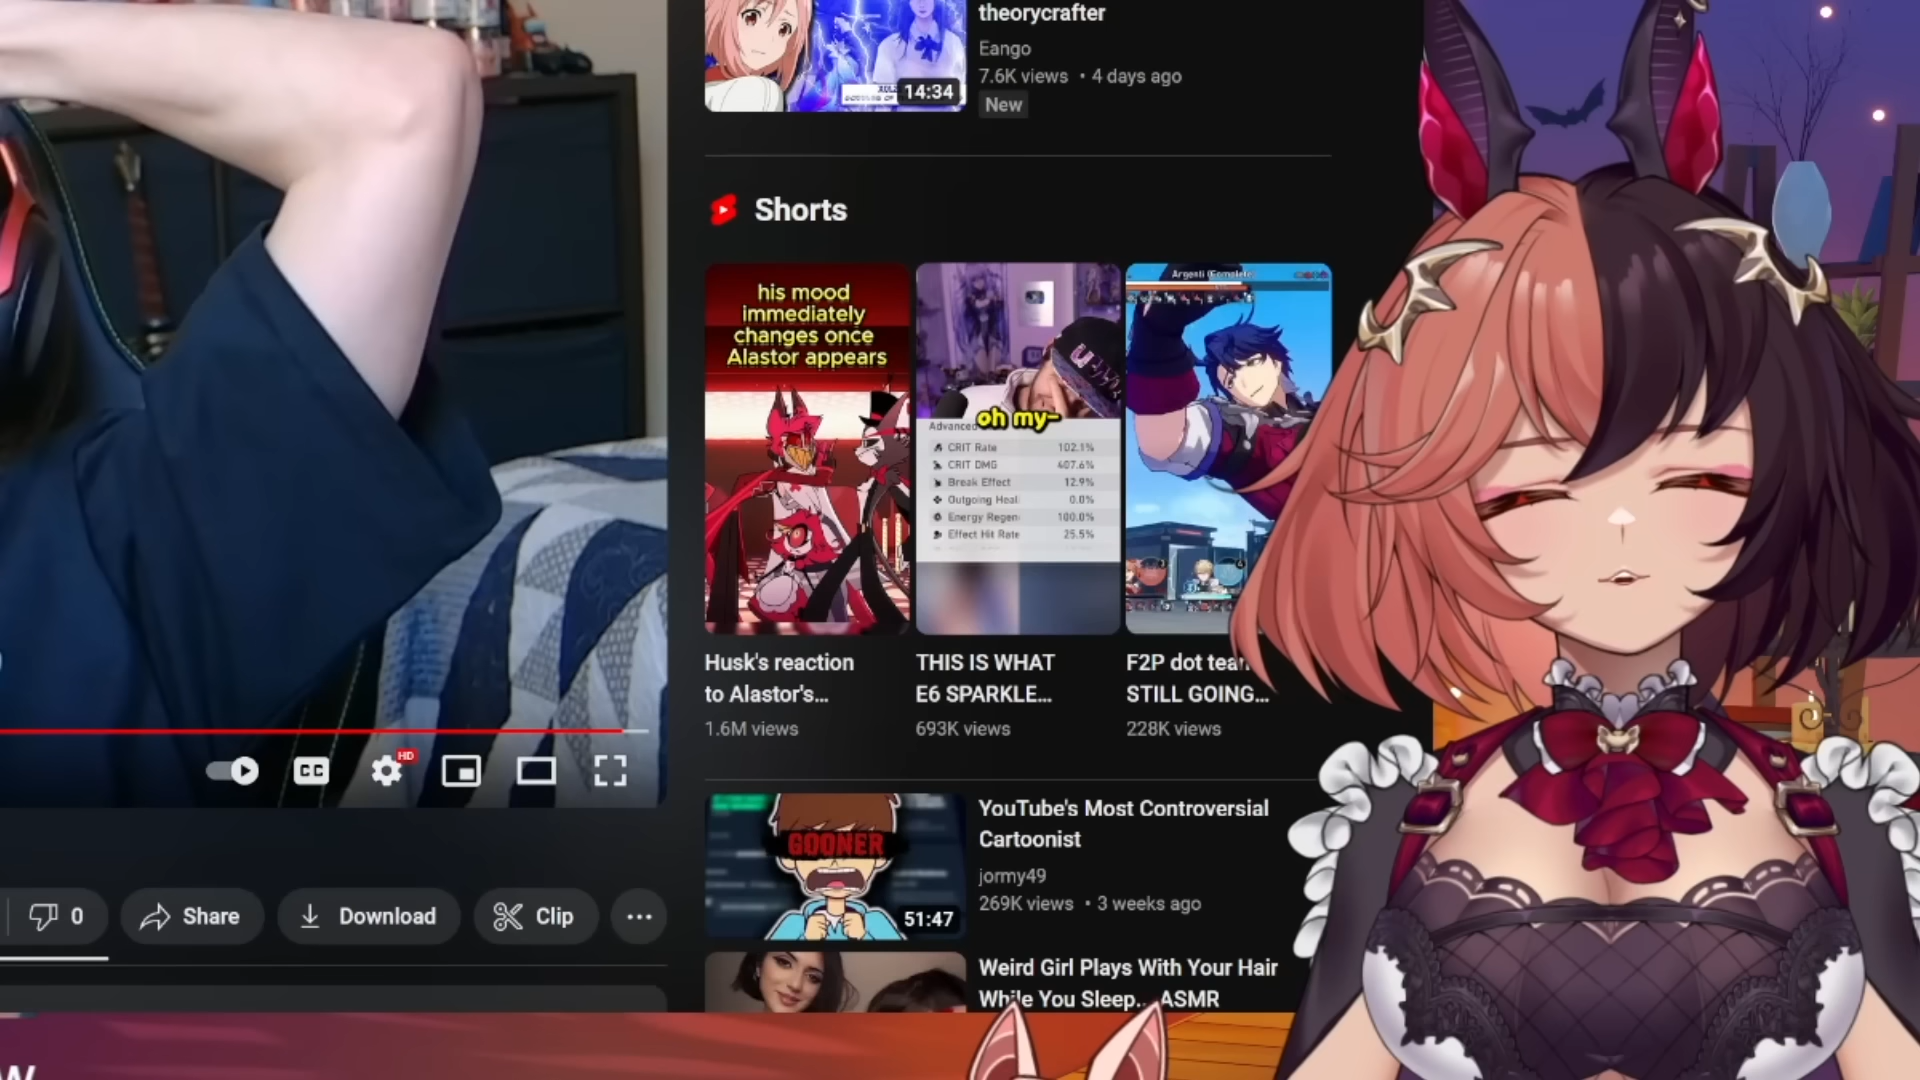 theorycrafter
Eango
7.6K views • 4 days ago
14:34
New
Shorts
his mood
immediately
changes once
Alastor appears
oh my-
Advanced
CRIT Rate 102.1%
CRIT DMG 407.6%
Break Effect 12.9%
Outgoing Heal 0.0%
Energy Regen 100.0%
Effect Hit Rate 25.5%
Argenti (Complete)
Husk's reaction
to Alastor's...
1.6M views
THIS IS WHAT
E6 SPARKLE...
693K views
F2P dot team
STILL GOING...
228K views
HD
CC
0
Share
Download
Clip
GOONER
51:47
YouTube's Most Controversial
Cartoonist
jormy49
269K views • 3 weeks ago
Weird Girl Plays With Your Hair
While You Sleep... ASMR